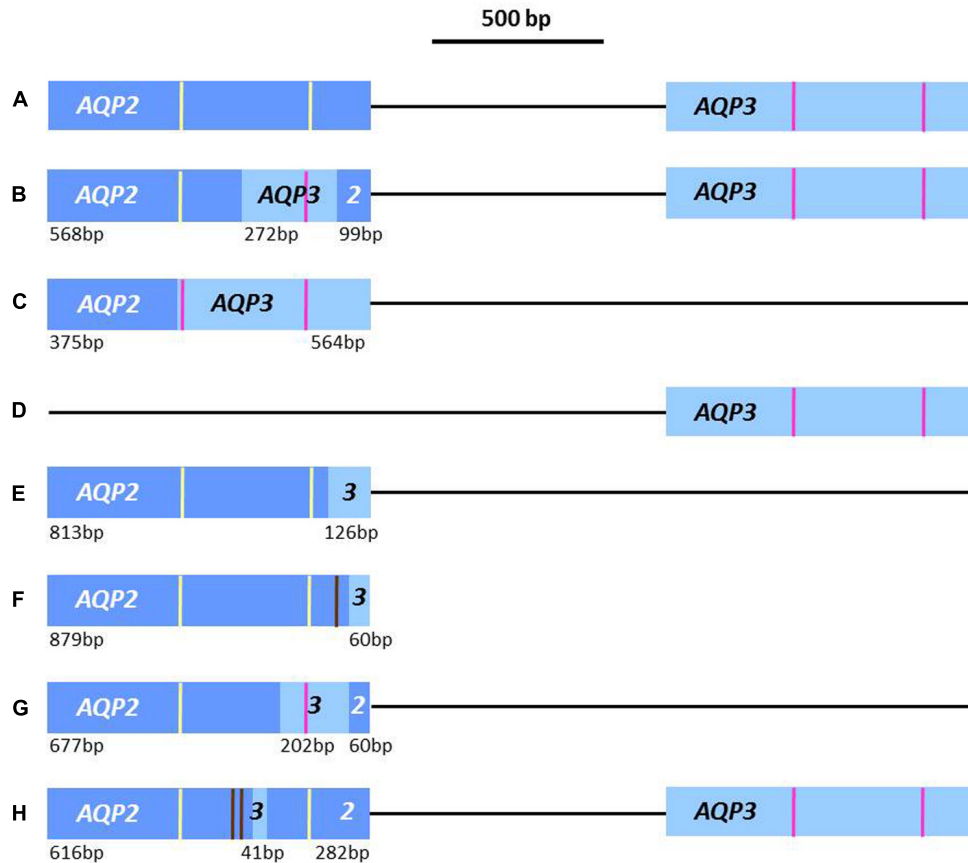 500 bp
A AQP2 AQP3
B AQP2 AQP3 2 AQP3
568bp 272bp 99bp
C AQP2 AQP3
375bp 564bp
D AQP3
E AQP2 3
813bp 126bp
F AQP2 3
879bp 60bp
G AQP2 3 2
677bp 202bp 60bp
H AQP2 3 2 AQP3
616bp 41bp 282bp